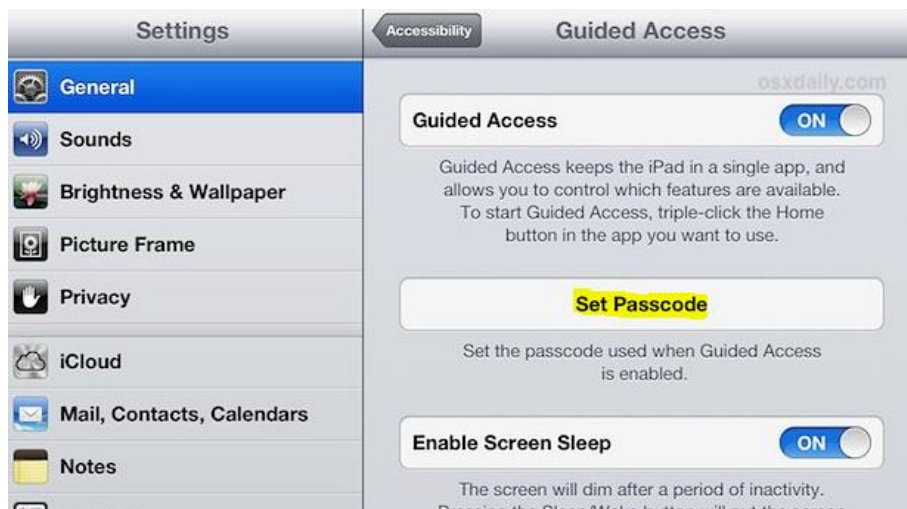 Settings
General
Sounds
Brightness & Wallpaper
Picture Frame
Privacy
iCloud
Mail, Contacts, Calendars
Notes
Accessibility
Guided Access
osxdaily.com
Guided Access
ON
Guided Access keeps the iPad in a single app, and
allows you to control which features are available.
To start Guided Access, triple-click the Home
button in the app you want to use.
Set Passcode
Set the passcode used when Guided Access
is enabled.
Enable Screen Sleep
ON
The screen will dim after a period of inactivity.